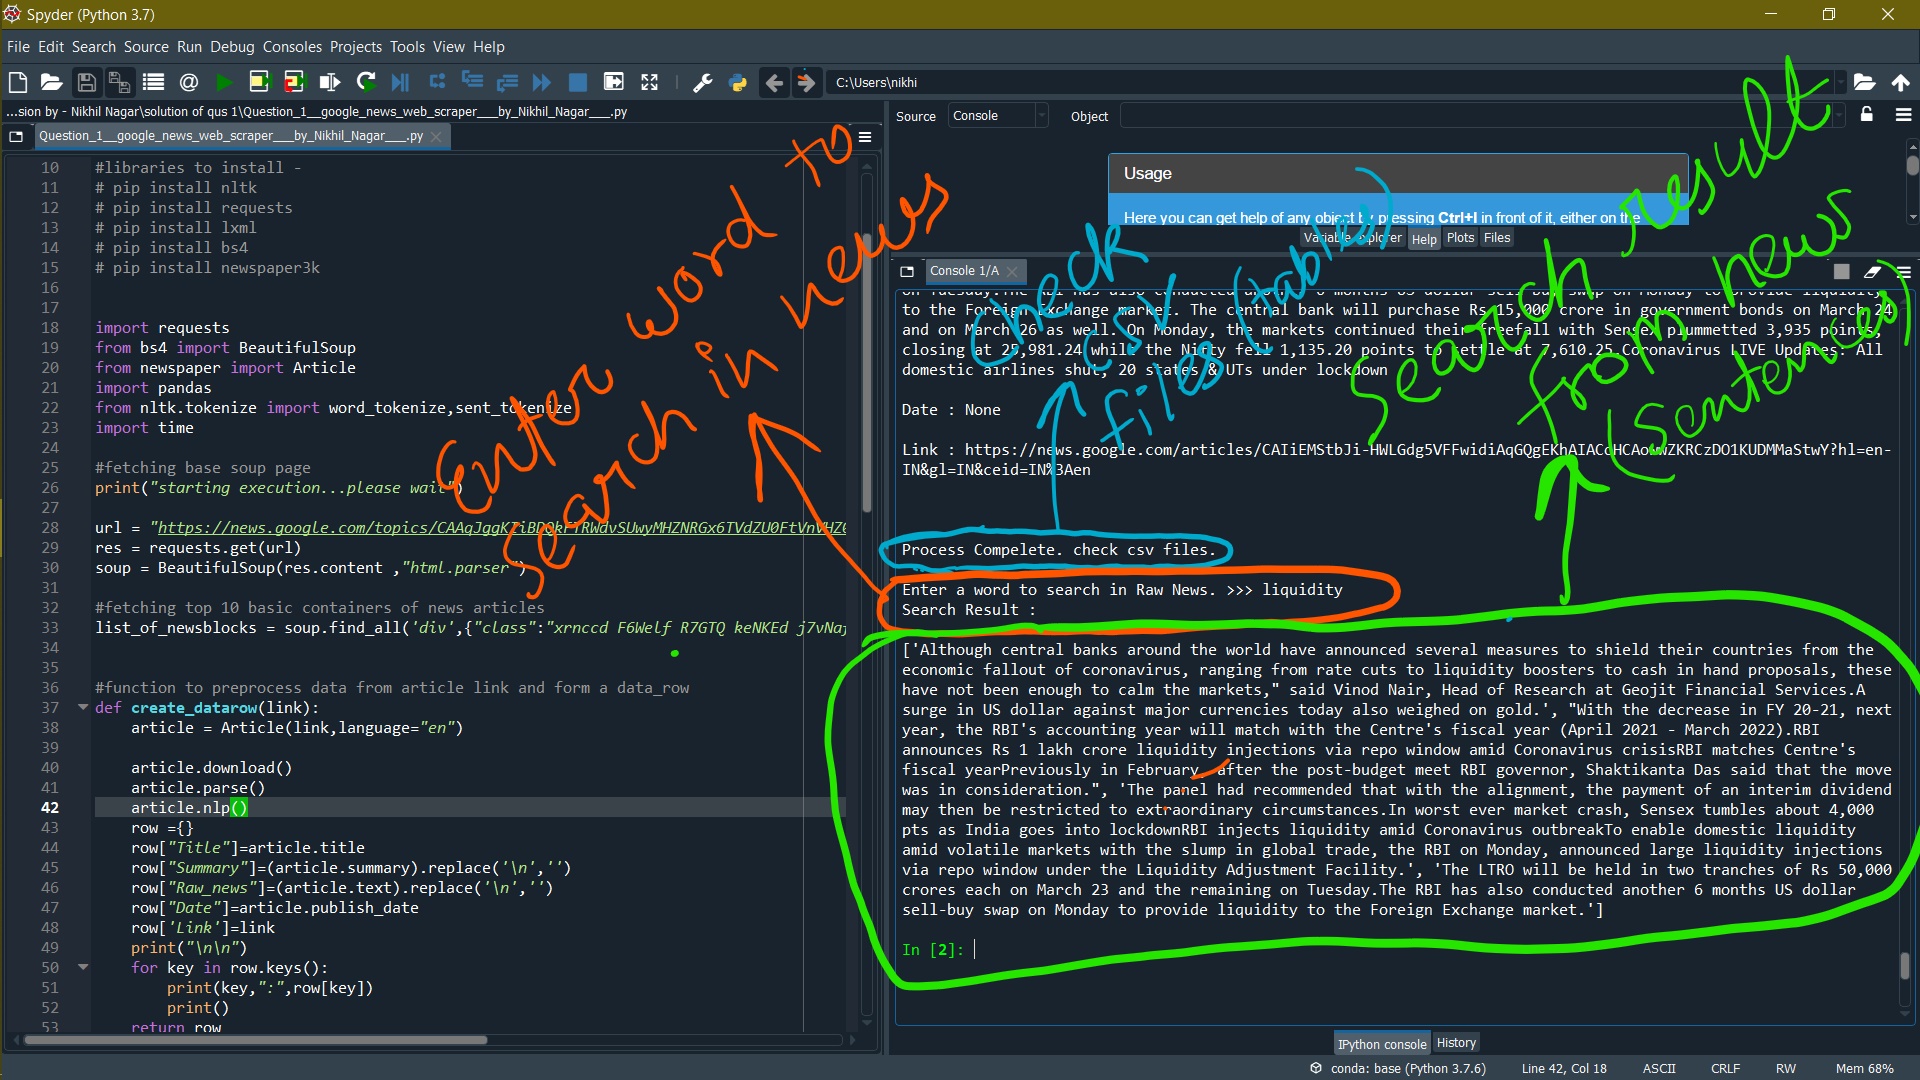 Spyder (Python 3.7)
File Edit Search Source Run Debug Consoles Projects Tools View Help
C:\Users\nikhi
...sion by - Nikhil Nagar\solution of qus 1\Question_1__google_news_web_scraper___by_Nikhil_Nagar___.py
Question_1__google_news_web_scraper___by_Nikhil_Nagar___.py
10 #libraries to install -
11 # pip install nltk
12 # pip install requests
13 # pip install lxml
14 # pip install bs4
15 # pip install newspaper3k
16
17
18 import requests
19 from bs4 import BeautifulSoup
20 from newspaper import Article
21 import pandas
22 from nltk.tokenize import word_tokenize,sent_tokenize
23 import time
24
25 #fetching base soup page
26 print("starting execution...please wait")
27
28 url = "https://news.google.com/topics/
29 res = requests.get(url)
30 soup = BeautifulSoup(res.content ,"html.parser")
31
32 #fetching top 10 basic containers of news articles
33 list_of_newsblocks = soup.find_all('div',{"class":"xrnccd F6Welf R7GTQ keNKEd j7vNaj
34
35
36 #function to preprocess data from article link and form a data_row
37 def create_datarow(link):
38 article = Article(link,language="en")
39
40 article.download()
41 article.parse()
42 article.nlp()
43 row ={}
44 row["Title"]=article.title
45 row["Summary"]=(article.summary).replace('\n','')
46 row["Raw_news"]=(article.text).replace('\n','')
47 row["Date"]=article.publish_date
48 row['Link']=link
49 print("\n\n")
50 for key in row.keys():
51 print(key,":",row[key])
52 print()
53 return row
Enter word to
search in news
Source Console Object
Usage
Here you can get help of any object by pressing Ctrl+I in front of it, either on the
Variable explorer Help Plots Files
Console 1/A
on Tuesday.The RBI has also conducted another 6 months US dollar sell-buy swap on Monday to provide liquidity
to the Foreign Exchange market. The central bank will purchase Rs 15,000 crore in government bonds on March 24
and on March 26 as well. On Monday, the markets continued their freefall with Sensex plummetted 3,935 points,
closing at 25,981.24 while the Nifty fell 1,135.20 points to settle at 7,610.25.Coronavirus LIVE Updates: All
domestic airlines shut, 20 states & UTs under lockdown
Date : None
Link :
IN&gl=IN&ceid=IN%3Aen
check
csv
files (tables)
Search result
from news
(sentences)
Process Compelete. check csv files.
Enter a word to search in Raw News. >>> liquidity
Search Result :
['Although central banks around the world have announced several measures to shield their countries from the
economic fallout of coronavirus, ranging from rate cuts to liquidity boosters to cash in hand proposals, these
have not been enough to calm the markets," said Vinod Nair, Head of Research at Geojit Financial Services.A
surge in US dollar against major currencies today also weighed on gold.', "With the decrease in FY 20-21, next
year, the RBI's accounting year will match with the Centre's fiscal year (April 2021 - March 2022).RBI
announces Rs 1 lakh crore liquidity injections via repo window amid Coronavirus crisisRBI matches Centre's
fiscal yearPreviously in February, after the post-budget meet RBI governor, Shaktikanta Das said that the move
was in consideration.", 'The panel had recommended that with the alignment, the payment of an interim dividend
may then be restricted to extraordinary circumstances.In worst ever market crash, Sensex tumbles about 4,000
pts as India goes into lockdownRBI injects liquidity amid Coronavirus outbreakTo enable domestic liquidity
amid volatile markets with the slump in global trade, the RBI on Monday, announced large liquidity injections
via repo window under the Liquidity Adjustment Facility.', 'The LTRO will be held in two tranches of Rs 50,000
crores each on March 23 and the remaining on Tuesday.The RBI has also conducted another 6 months US dollar
sell-buy swap on Monday to provide liquidity to the Foreign Exchange market.']
In [2]:
IPython console History
conda: base (Python 3.7.6) Line 42, Col 18 ASCII CRLF RW Mem 68%